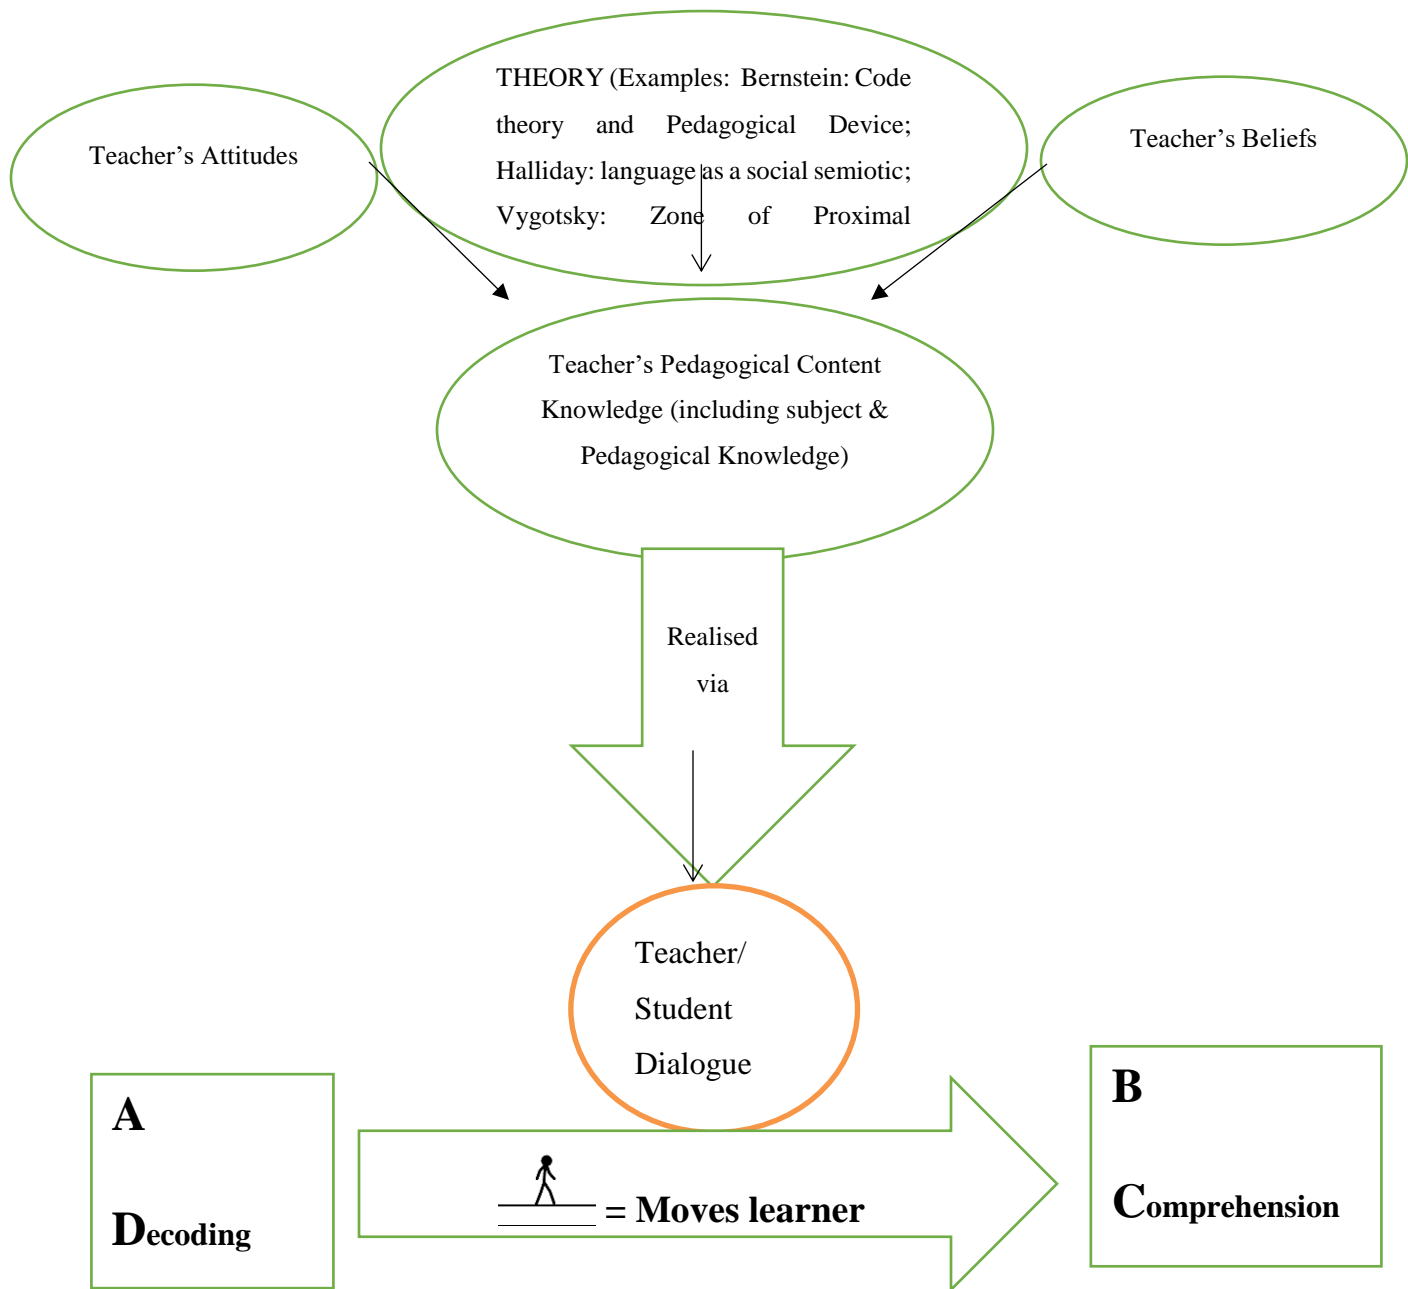 THEORY (Examples: Bernstein: Code
theory and Pedagogical Device;
Halliday: language as a social semiotic;
Vygotsky: Zone of Proximal
Teacher’s Attitudes
Teacher’s Beliefs
Teacher’s Pedagogical Content
Knowledge (including subject &
Pedagogical Knowledge)
Realised
via
Teacher/
Student
Dialogue
A
Decoding
= Moves learner
B
Comprehension